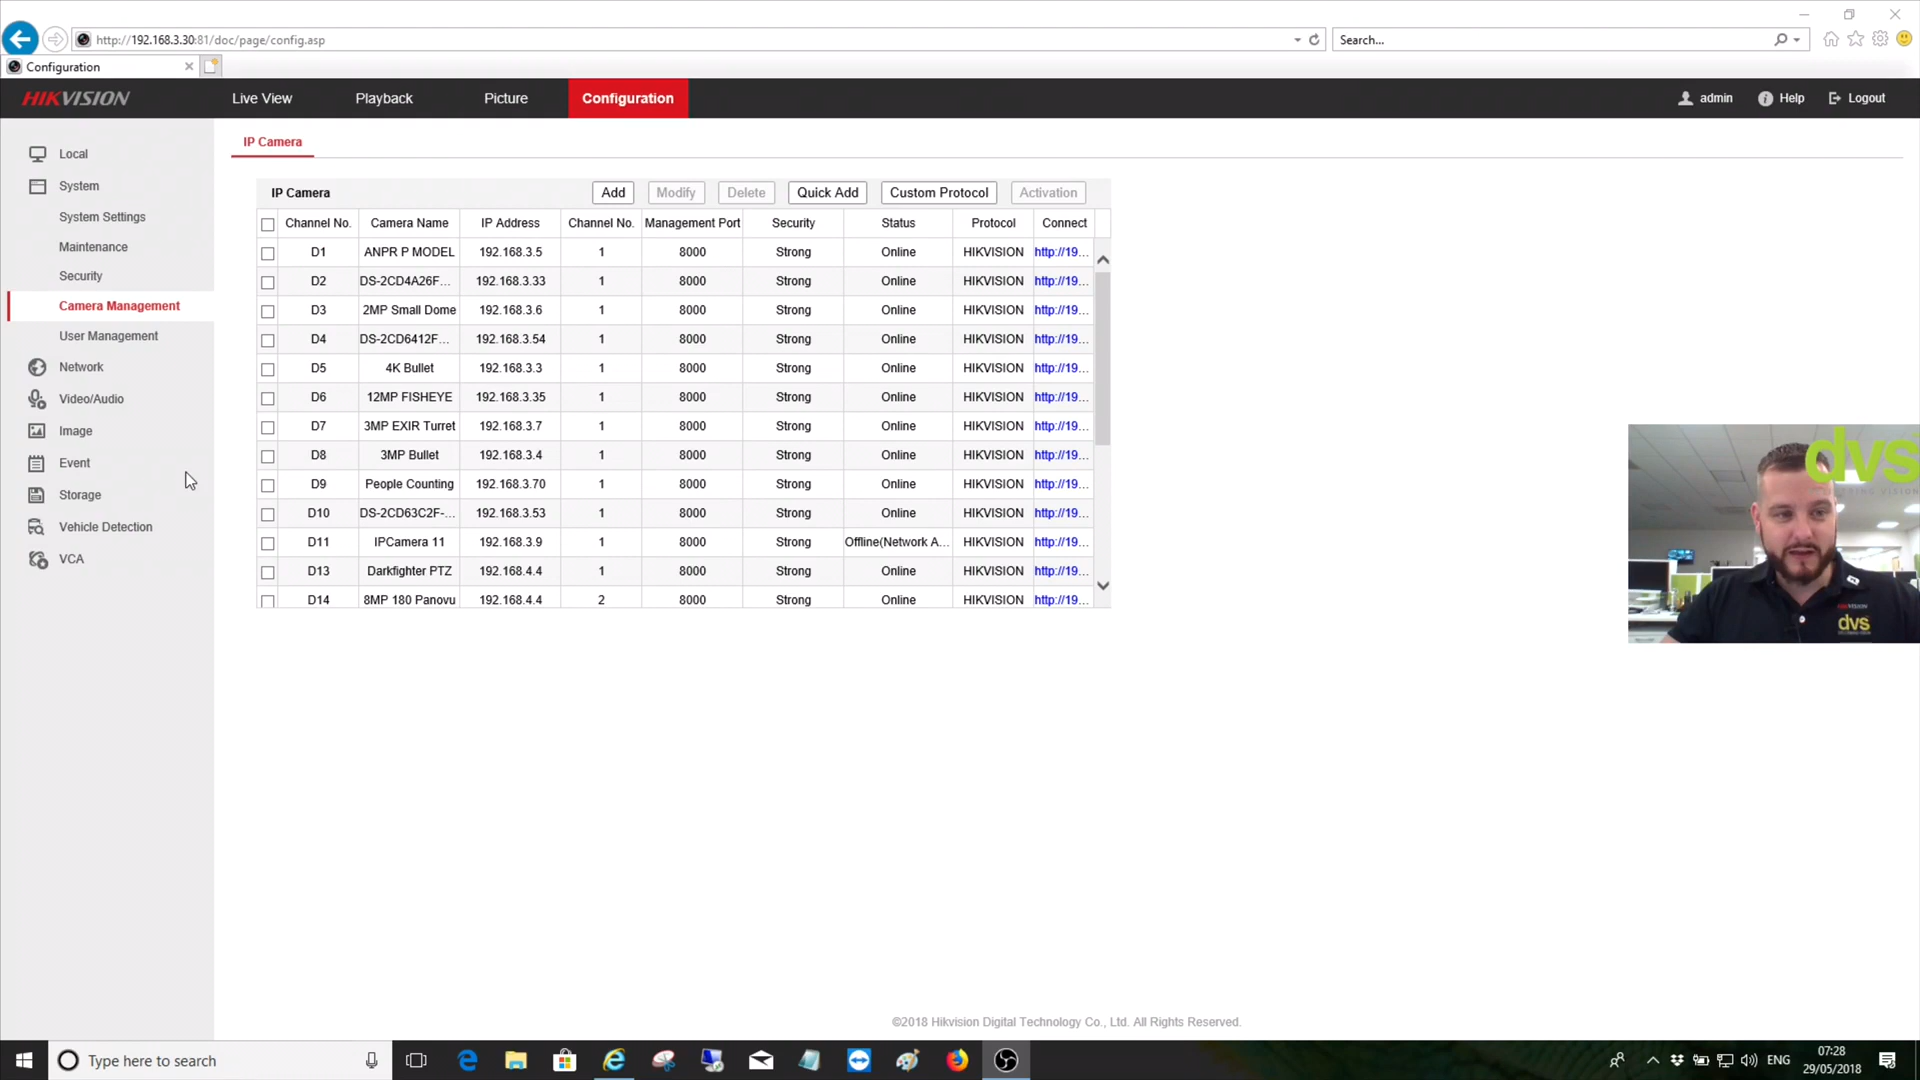 http://192.168.3.30:81/doc/page/config.asp
Search...
Configuration
HIKVISION
Live View
Playback
Picture
Configuration
admin
Help
Logout
Local
System
System Settings
Maintenance
Security
Camera Management
User Management
Network
Video/Audio
Image
Event
Storage
Vehicle Detection
VCA
IP Camera
IP Camera Add Modify Delete Quick Add Custom Protocol Activation
Channel No. Camera Name IP Address Channel No. Management Port Security Status Protocol Connect
D1 ANPR P MODEL 192.168.3.5 1 8000 Strong Online HIKVISION http://19...
D2 DS-2CD4A26F... 192.168.3.33 1 8000 Strong Online HIKVISION http://19...
D3 2MP Small Dome 192.168.3.6 1 8000 Strong Online HIKVISION http://19...
D4 DS-2CD6412F... 192.168.3.54 1 8000 Strong Online HIKVISION http://19...
D5 4K Bullet 192.168.3.3 1 8000 Strong Online HIKVISION http://19...
D6 12MP FISHEYE 192.168.3.35 1 8000 Strong Online HIKVISION http://19...
D7 3MP EXIR Turret 192.168.3.7 1 8000 Strong Online HIKVISION http://19...
D8 3MP Bullet 192.168.3.4 1 8000 Strong Online HIKVISION http://19...
D9 People Counting 192.168.3.70 1 8000 Strong Online HIKVISION http://19...
D10 DS-2CD63C2F-... 192.168.3.53 1 8000 Strong Online HIKVISION http://19...
D11 IPCamera 11 192.168.3.9 1 8000 Strong Offline(Network A... HIKVISION http://19...
D13 Darkfighter PTZ 192.168.4.4 1 8000 Strong Online HIKVISION http://19...
D14 8MP 180 Panovu 192.168.4.4 2 8000 Strong Online HIKVISION http://19...
dvs
HIKVISION
dvs
©2018 Hikvision Digital Technology Co., Ltd. All Rights Reserved.
Type here to search
ENG
07:28
29/05/2018